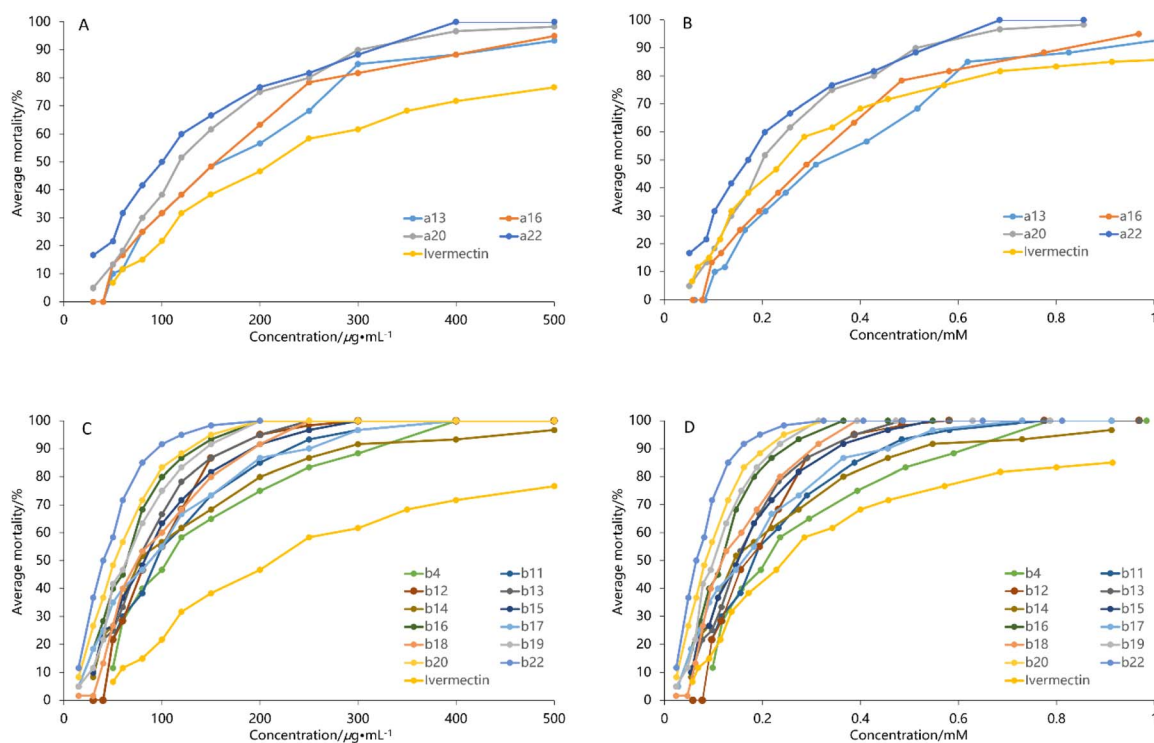 A
Average mortality/%
100
90
80
70
60
50
40
30
20
10
0
0 100 200 300 400 500
Concentration/µg•mL⁻¹
a13 a16
a20 a22
Ivermectin
B
Average mortality/%
100
90
80
70
60
50
40
30
20
10
0
0 0.2 0.4 0.6 0.8 1
Concentration/mM
a13 a16
a20 a22
Ivermectin
C
Average mortality/%
100
90
80
70
60
50
40
30
20
10
0
0 100 200 300 400 500
Concentration/µg•mL⁻¹
b4 b11
b12 b13
b14 b15
b16 b17
b18 b19
b20 b22
Ivermectin
D
Average mortality/%
100
90
80
70
60
50
40
30
20
10
0
0 0.2 0.4 0.6 0.8 1
Concentration/mM
b4 b11
b12 b13
b14 b15
b16 b17
b18 b19
b20 b22
Ivermectin